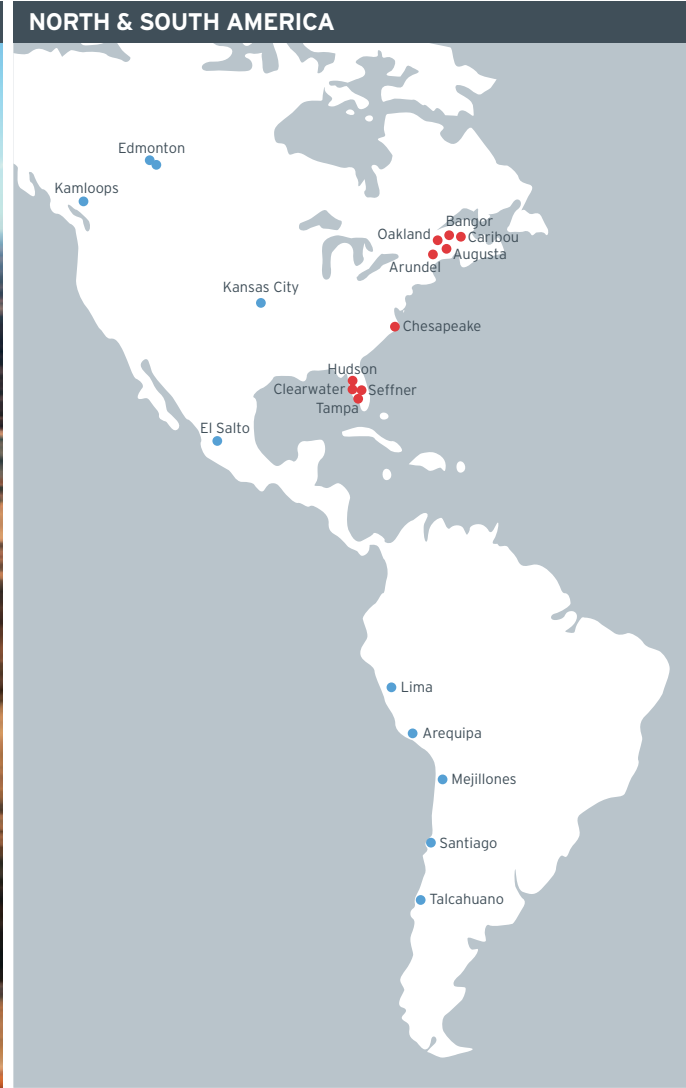 NORTH & SOUTH AMERICA
Edmonton
Kamloops
Bangor
Oakland
Caribou
Augusta
Arundel
Kansas City
Chesapeake
Hudson
Clearwater
Seffner
Tampa
El Salto
Lima
Arequipa
Mejillones
Santiago
Talcahuano